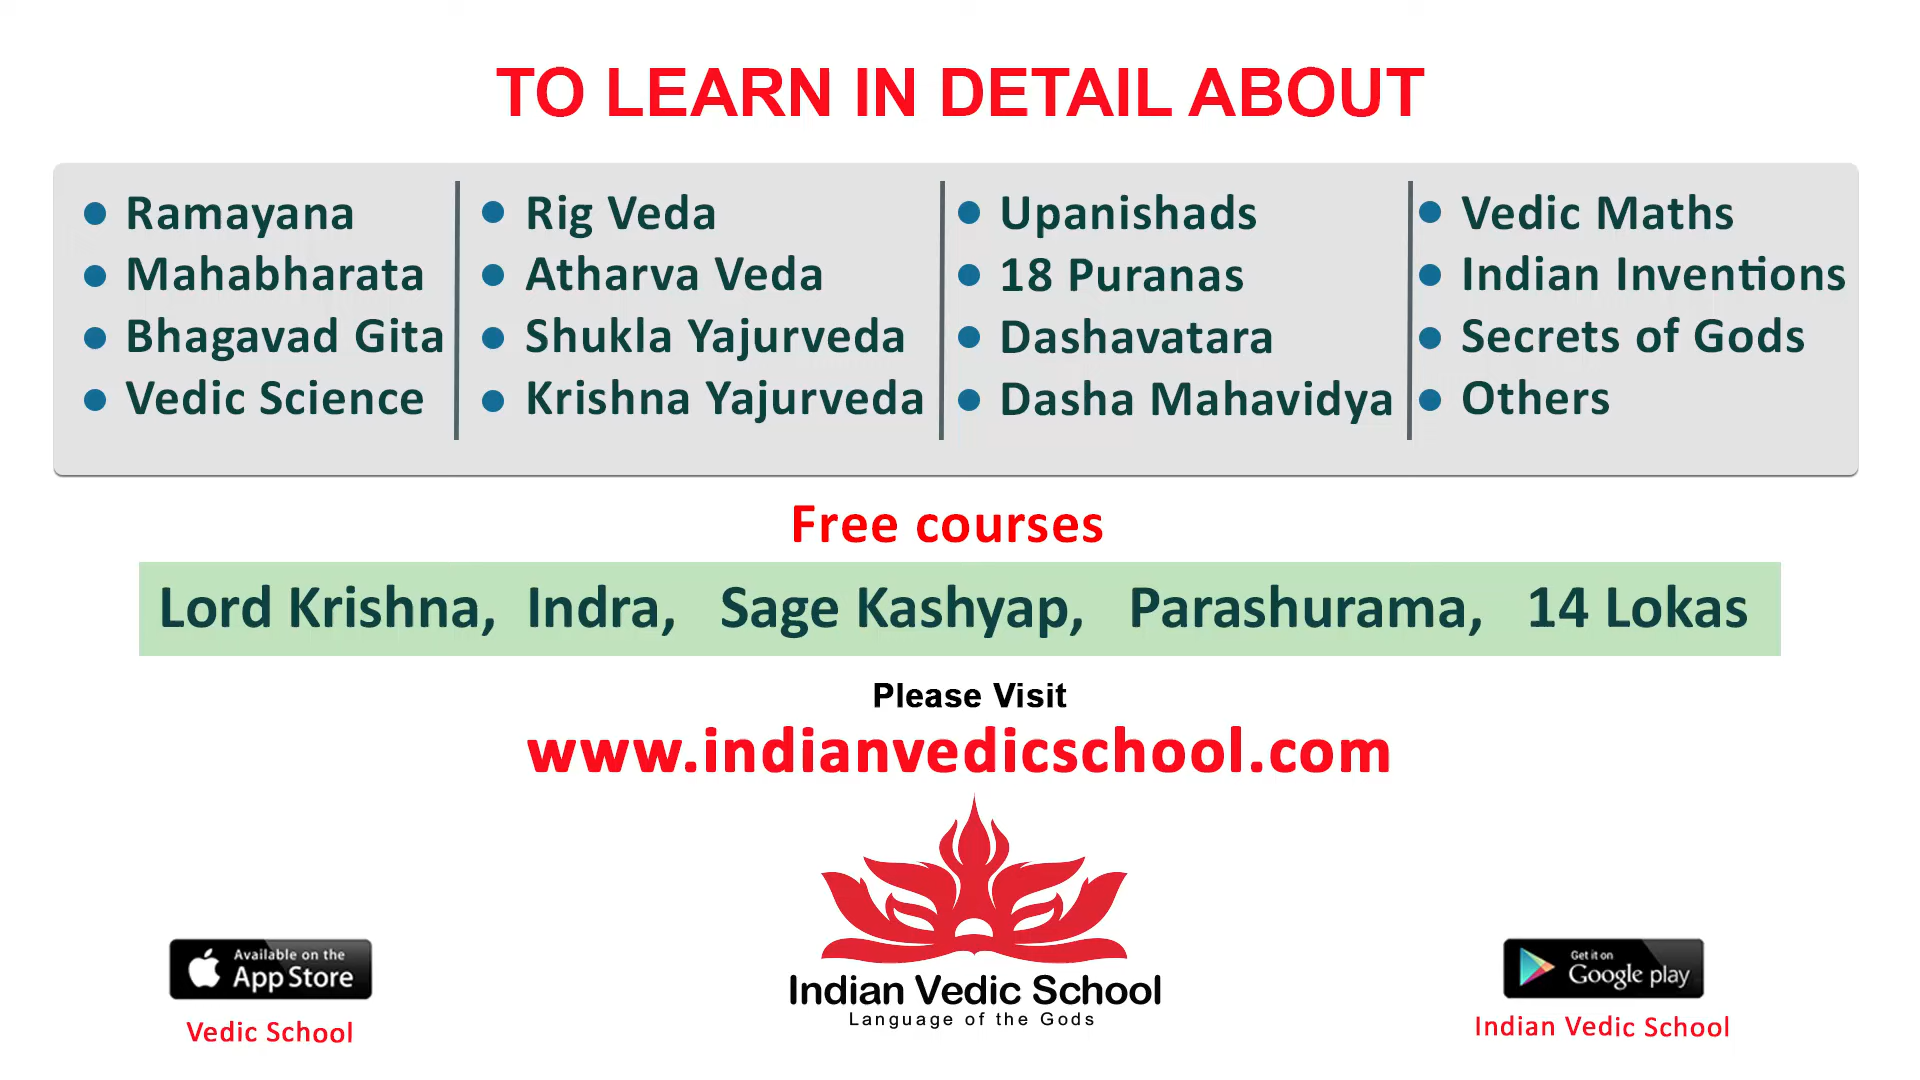 TO LEARN IN DETAIL ABOUT
Ramayana
Mahabharata
Bhagavad Gita
Vedic Science
Rig Veda
Atharva Veda
Shukla Yajurveda
Krishna Yajurveda
Upanishads
18 Puranas
Dashavatara
Dasha Mahavidya
Vedic Maths
Indian Inventions
Secrets of Gods
Others
Free courses
Lord Krishna, Indra, Sage Kashyap, Parashurama, 14 Lokas
Please Visit
www.indianvedicschool.com
Indian Vedic School
Language of the Gods
Available on the
App Store
Vedic School
Get it on
Google play
Indian Vedic School